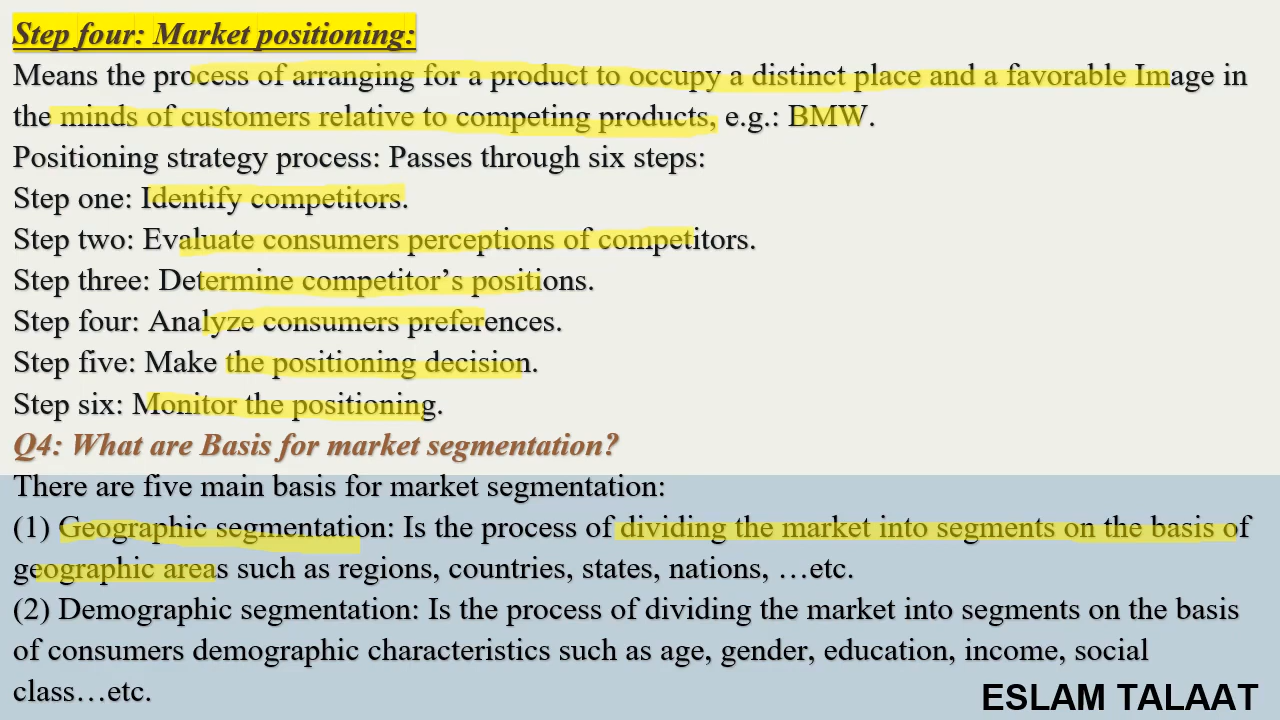 Step four: Market positioning:
Means the process of arranging for a product to occupy a distinct place and a favorable Image in
the minds of customers relative to competing products, e.g.: BMW.
Positioning strategy process: Passes through six steps:
Step one: Identify competitors.
Step two: Evaluate consumers perceptions of competitors.
Step three: Determine competitor’s positions.
Step four: Analyze consumers preferences.
Step five: Make the positioning decision.
Step six: Monitor the positioning.
Q4: What are Basis for market segmentation?
There are five main basis for market segmentation:
(1) Geographic segmentation: Is the process of dividing the market into segments on the basis of
geographic areas such as regions, countries, states, nations, …etc.
(2) Demographic segmentation: Is the process of dividing the market into segments on the basis
of consumers demographic characteristics such as age, gender, education, income, social
class…etc.
ESLAM TALAAT